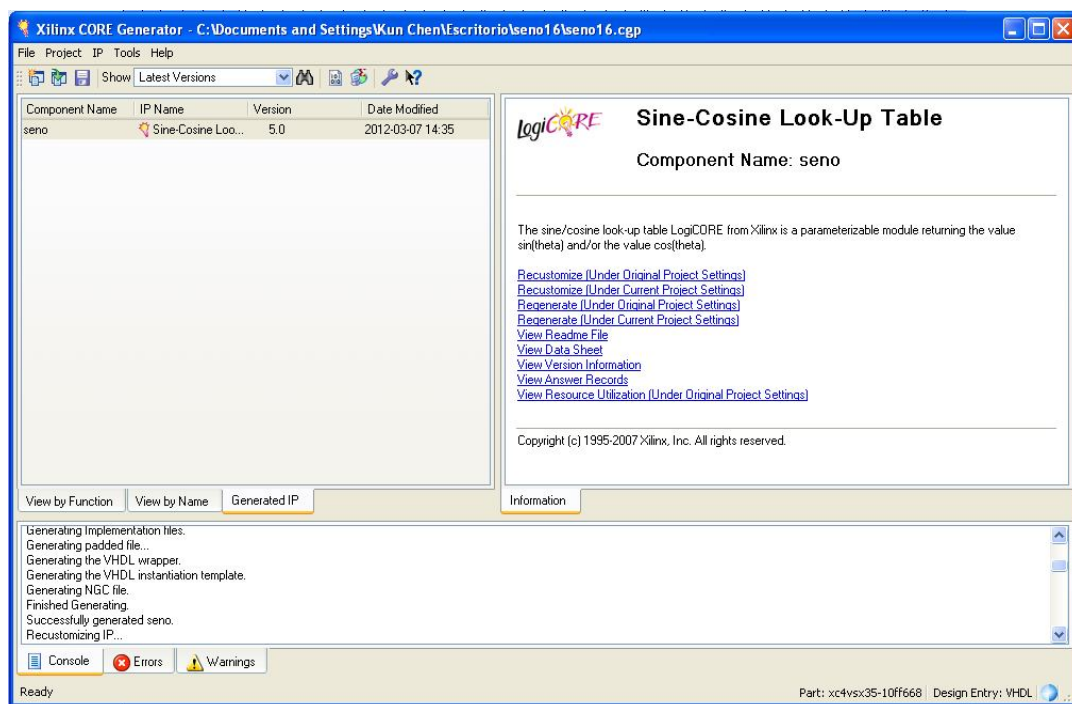 Xilinx CORE Generator - C:\Documents and Settings\Kun Chen\Escritorio\seno16\seno16.cgp
File Project IP Tools Help
Show Latest Versions
Component Name IP Name Version Date Modified
seno Sine-Cosine Loo... 5.0 2012-03-07 14:35
View by Function View by Name Generated IP
logiCORE
Sine-Cosine Look-Up Table
Component Name: seno
The sine/cosine look-up table LogiCORE from Xilinx is a parameterizable module returning the value
sin(theta) and/or the value cos(theta).
Recustomize (Under Original Project Settings)
Recustomize (Under Current Project Settings)
Regenerate (Under Original Project Settings)
Regenerate (Under Current Project Settings)
View Readme File
View Data Sheet
View Version Information
View Answer Records
View Resource Utilization (Under Original Project Settings)
Copyright (c) 1995-2007 Xilinx, Inc. All rights reserved.
Information
Generating Implementation files.
Generating padded file...
Generating the VHDL wrapper.
Generating the VHDL instantiation template.
Generating NGC file.
Finished Generating.
Successfully generated seno.
Recustomizing IP...
Console Errors Warnings
Ready Part: xc4vsx35-10ff668 Design Entry: VHDL